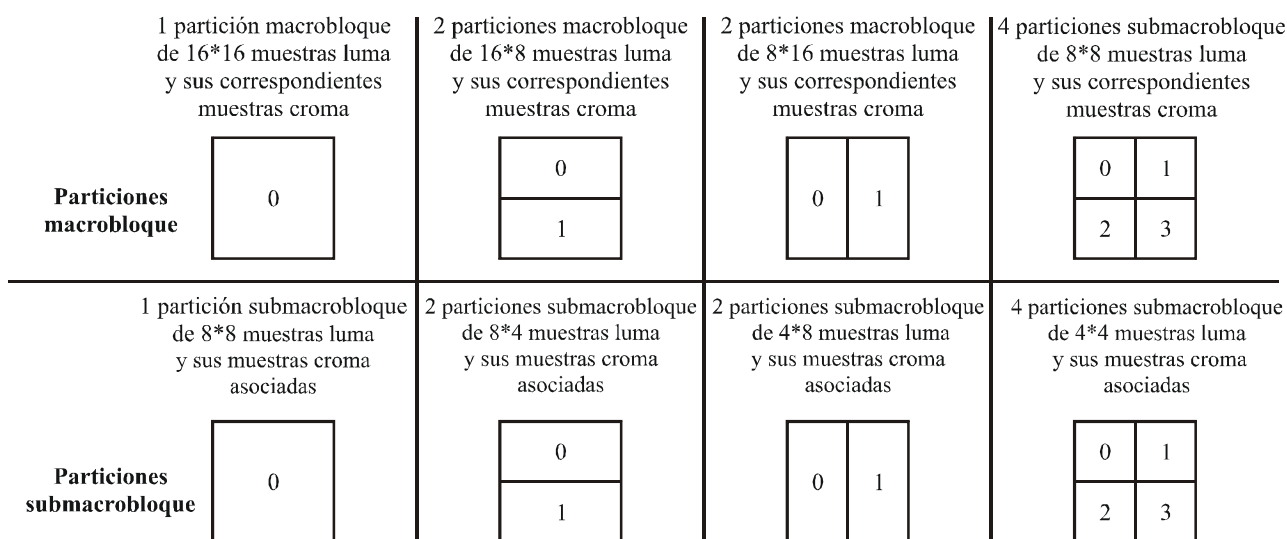 1 partición macrobloque
de 16*16 muestras luma
y sus correspondientes
muestras croma
2 particiones macrobloque
de 16*8 muestras luma
y sus correspondientes
muestras croma
2 particiones macrobloque
de 8*16 muestras luma
y sus correspondientes
muestras croma
4 particiones submacrobloque
de 8*8 muestras luma
y sus correspondientes
muestras croma
Particiones
macrobloque
0
0
1
0 1
0 1
2 3
1 partición submacrobloque
de 8*8 muestras luma
y sus muestras croma
asociadas
2 particiones submacrobloque
de 8*4 muestras luma
y sus muestras croma
asociadas
2 particiones submacrobloque
de 4*8 muestras luma
y sus muestras croma
asociadas
4 particiones submacrobloque
de 4*4 muestras luma
y sus muestras croma
asociadas
Particiones
submacrobloque
0
0
1
0 1
0 1
2 3